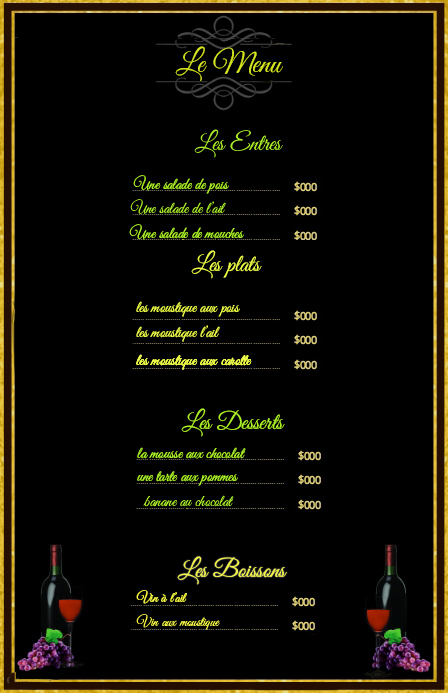 Le Menu
Les Entres
Une salade de pois $000
Une salade de l'ail $000
Une salade de mouches $000
Les plats
les moustique aux pois $000
les moustique l'ail $000
les moustique aux carotte $000
Les Desserts
la mousse aux chocolat $000
une tarte aux pommes $000
banane au chocolat $000
Les Boissons
Vin à l'ail $000
Vin aux moustique $000